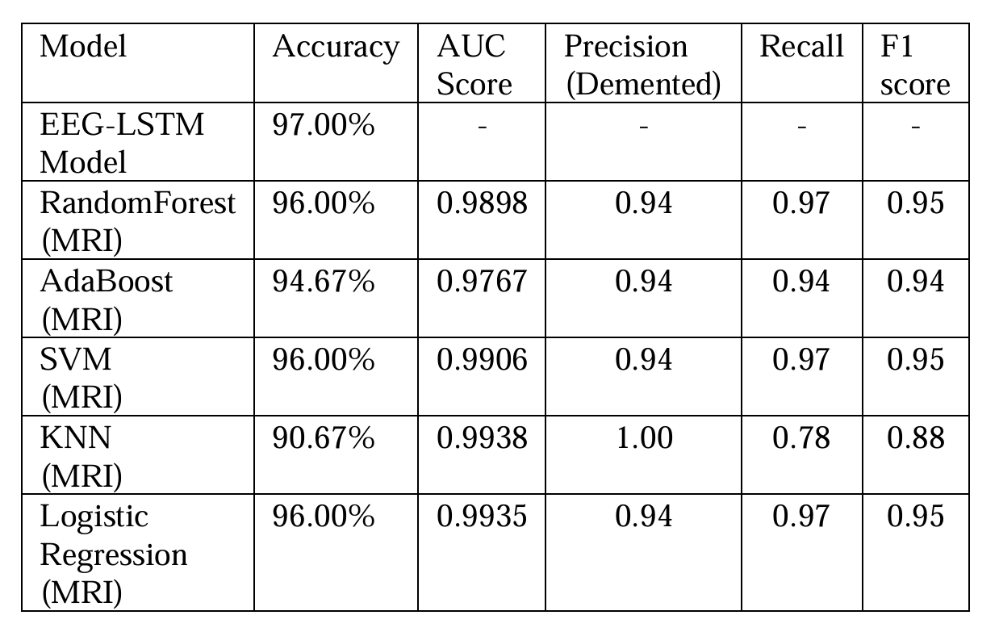 Model Accuracy AUC Precision Recall F1
Score (Demented) score
EEG-LSTM 97.00% - - - -
Model
RandomForest 96.00% 0.9898 0.94 0.97 0.95
(MRI)
AdaBoost 94.67% 0.9767 0.94 0.94 0.94
(MRI)
SVM 96.00% 0.9906 0.94 0.97 0.95
(MRI)
KNN 90.67% 0.9938 1.00 0.78 0.88
(MRI)
Logistic 96.00% 0.9935 0.94 0.97 0.95
Regression
(MRI)